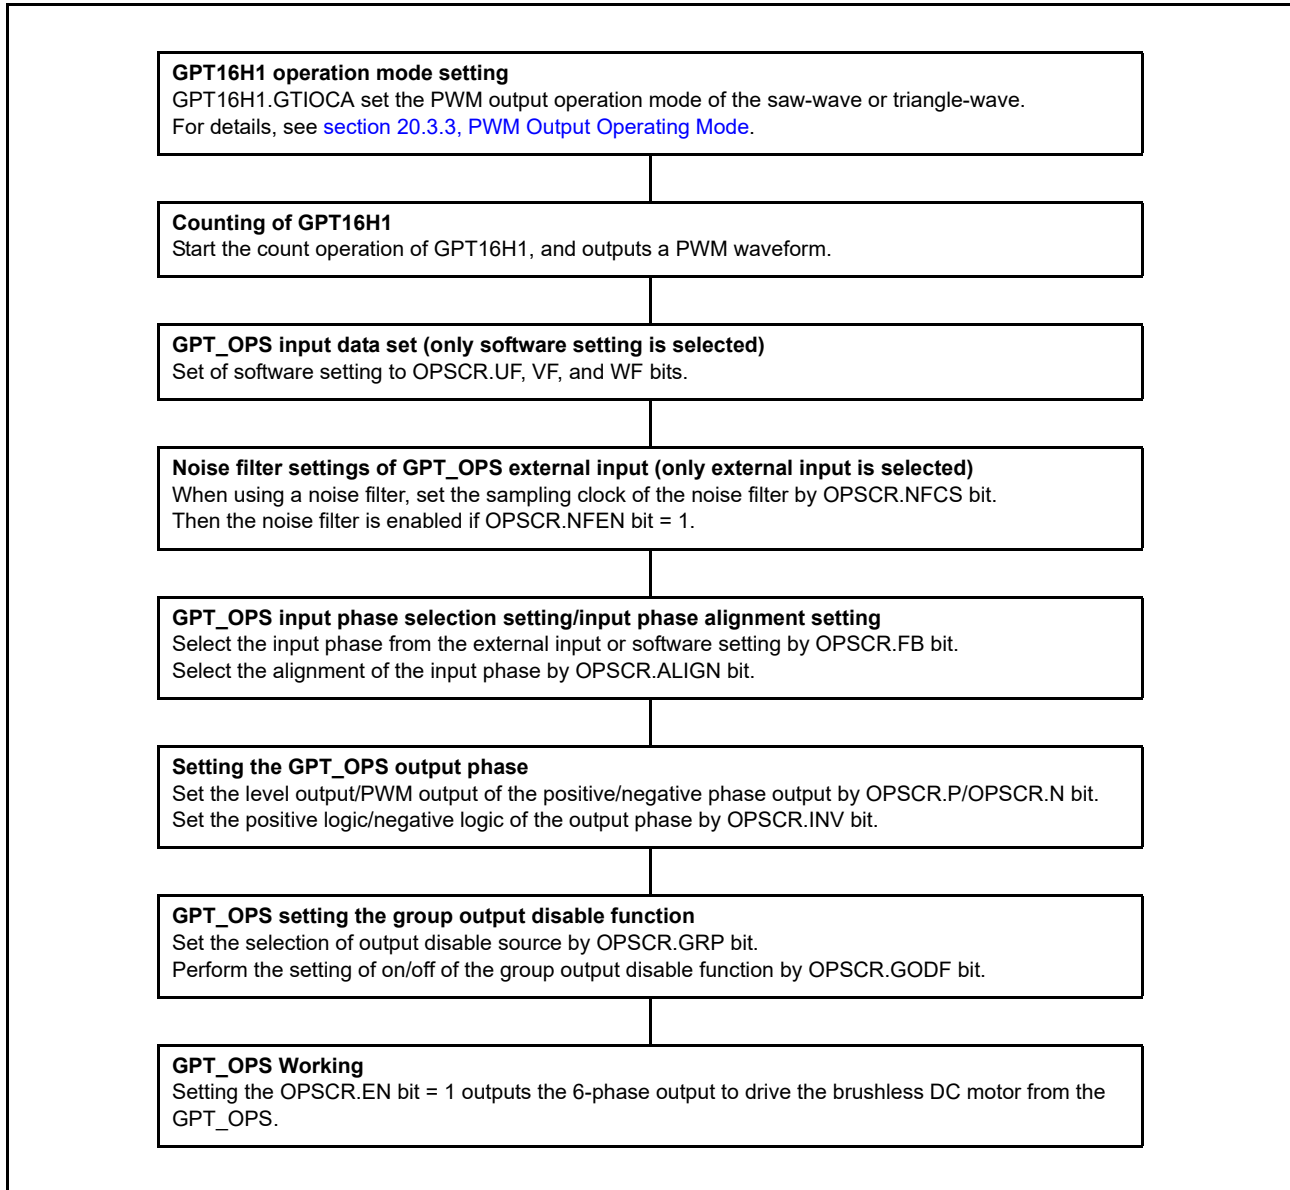 GPT16H1 operation mode setting
GPT16H1.GTIOCA set the PWM output operation mode of the saw-wave or triangle-wave.
For details, see section 20.3.3, PWM Output Operating Mode.
Counting of GPT16H1
Start the count operation of GPT16H1, and outputs a PWM waveform.
GPT_OPS input data set (only software setting is selected)
Set of software setting to OPSCR.UF, VF, and WF bits.
Noise filter settings of GPT_OPS external input (only external input is selected)
When using a noise filter, set the sampling clock of the noise filter by OPSCR.NFCS bit.
Then the noise filter is enabled if OPSCR.NFEN bit = 1.
GPT_OPS input phase selection setting/input phase alignment setting
Select the input phase from the external input or software setting by OPSCR.FB bit.
Select the alignment of the input phase by OPSCR.ALIGN bit.
Setting the GPT_OPS output phase
Set the level output/PWM output of the positive/negative phase output by OPSCR.P/OPSCR.N bit.
Set the positive logic/negative logic of the output phase by OPSCR.INV bit.
GPT_OPS setting the group output disable function
Set the selection of output disable source by OPSCR.GRP bit.
Perform the setting of on/off of the group output disable function by OPSCR.GODF bit.
GPT_OPS Working
Setting the OPSCR.EN bit = 1 outputs the 6-phase output to drive the brushless DC motor from the
GPT_OPS.